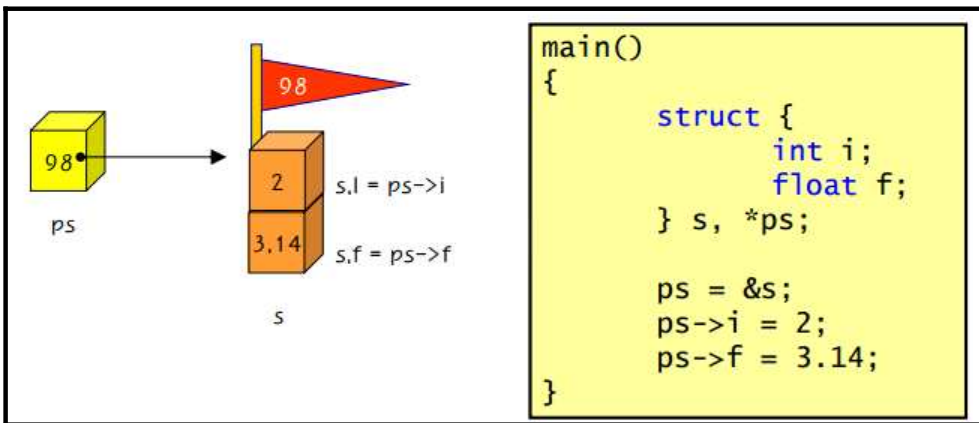 98
98
ps
2
s,I = ps->i
3,14
s,f = ps->f
s
main()
{
struct {
int i;
float f;
} s, *ps;
ps = &s;
ps->i = 2;
ps->f = 3.14;
}